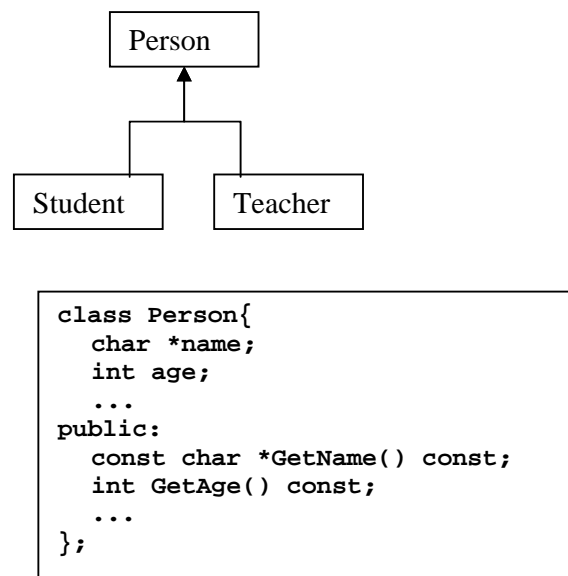 Person
Student Teacher
class Person{
char *name;
int age;
...
public:
const char *GetName() const;
int GetAge() const;
...
};